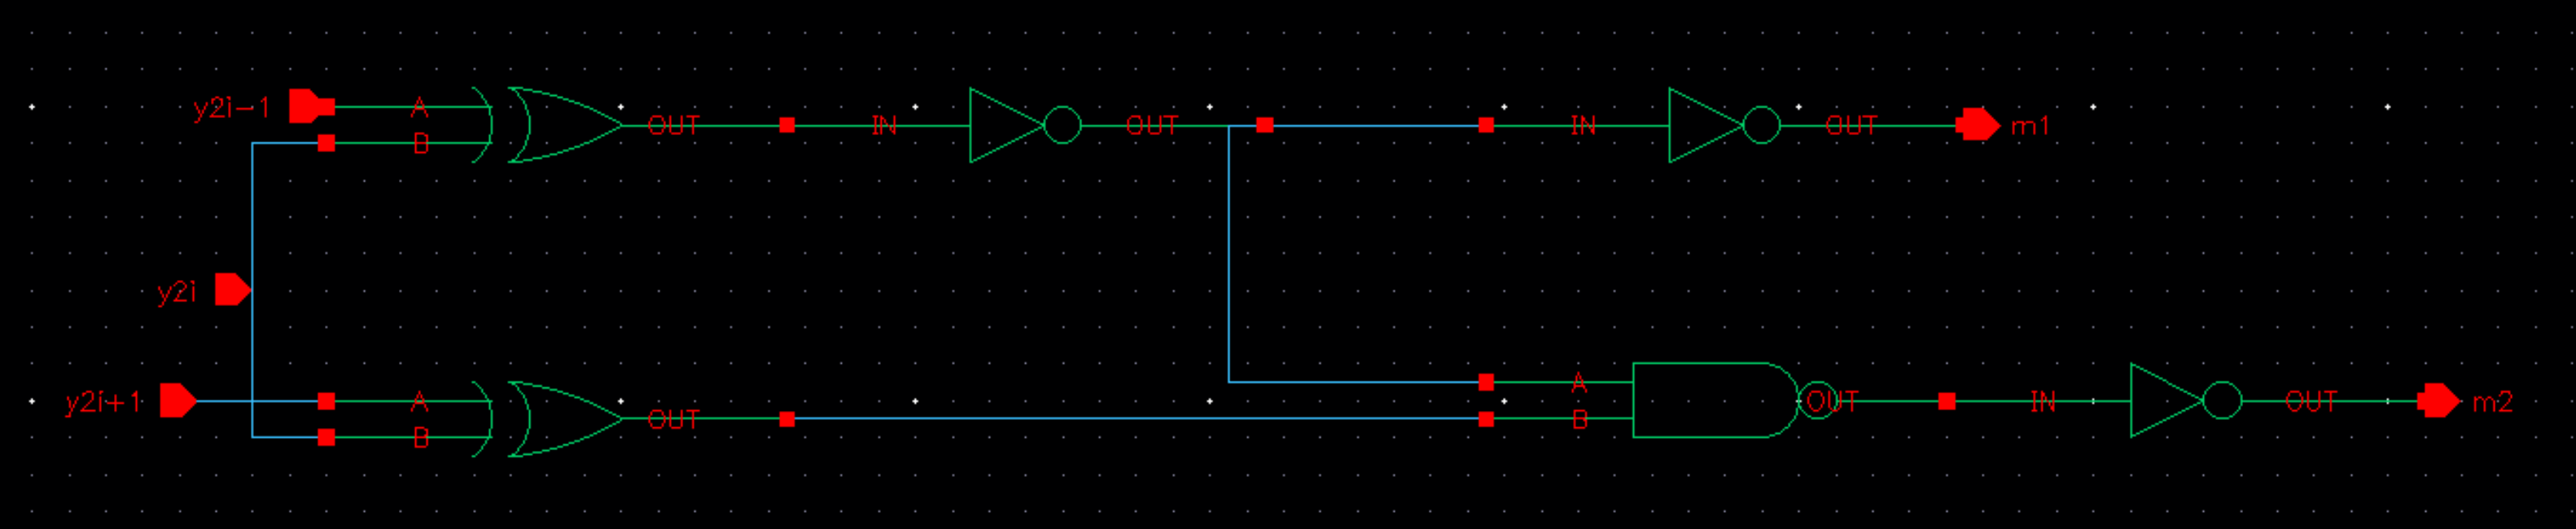 y2i-1 A OUT IN OUT IN OUT m1
B
y2i
y2i+1 A OUT A OUT IN OUT m2
B B